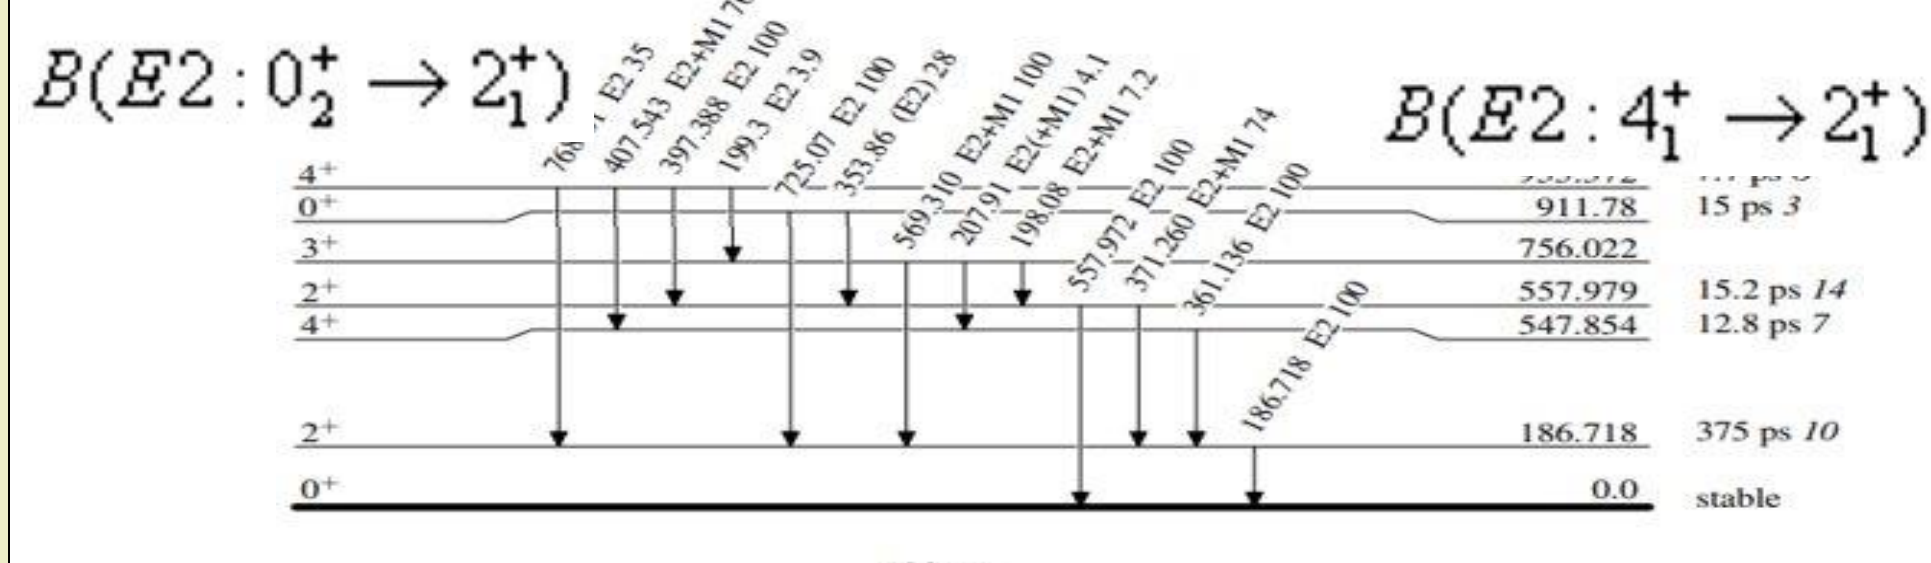 B(E2 : 0₂⁺ → 2₁⁺)
B(E2 : 4₁⁺ → 2₁⁺)
E2 35
407.543 E2+M1
397.388 E2 100
199.3 E2 3.9
725.07 E2 100
353.86 (E2) 28
569.310 E2+M1 100
207.91 E2(+M1) 4.1
198.08 E2+M1 7.2
557.972 E2 100
371.260 E2+M1 74
361.136 E2 100
186.718 E2 100
4⁺
0⁺ 911.78 15 ps 3
3⁺ 756.022
2⁺ 557.979 15.2 ps 14
4⁺ 547.854 12.8 ps 7
2⁺ 186.718 375 ps 10
0⁺ 0.0 stable